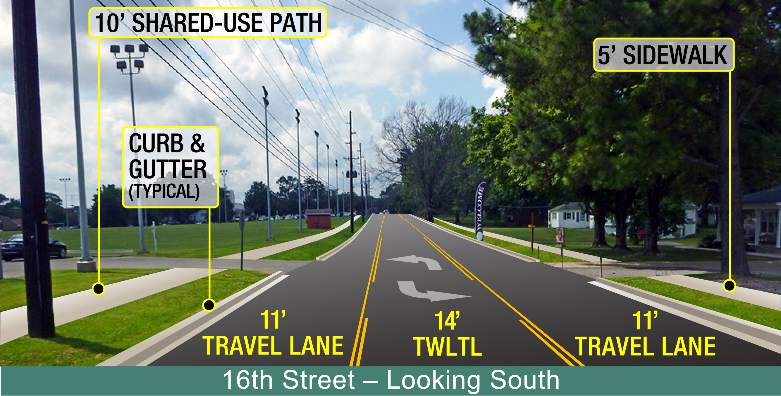 10' SHARED-USE PATH
5' SIDEWALK
CURB &
GUTTER
(TYPICAL)
WELCOME
11'
TRAVEL LANE
14'
TWLTL
11'
TRAVEL LANE
16th Street – Looking South